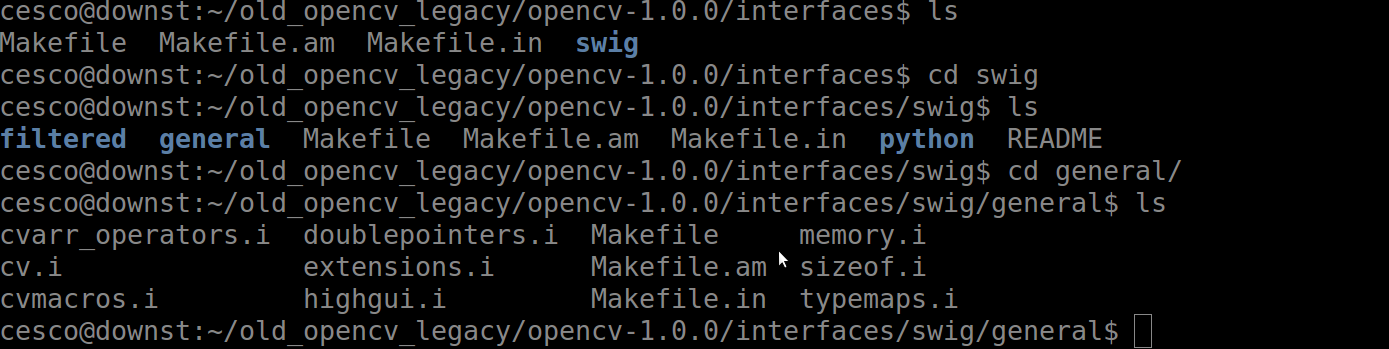 cesco@downst:~/old_opencv_legacy/opencv-1.0.0/interfaces$ ls
Makefile  Makefile.am  Makefile.in  swig
cesco@downst:~/old_opencv_legacy/opencv-1.0.0/interfaces$ cd swig
cesco@downst:~/old_opencv_legacy/opencv-1.0.0/interfaces/swig$ ls
filtered  general  Makefile  Makefile.am  Makefile.in  python  README
cesco@downst:~/old_opencv_legacy/opencv-1.0.0/interfaces/swig$ cd general/
cesco@downst:~/old_opencv_legacy/opencv-1.0.0/interfaces/swig/general$ ls
cvarr_operators.i  doublepointers.i  Makefile     memory.i
cv.i               extensions.i      Makefile.am  sizeof.i
cvmacros.i         highgui.i         Makefile.in  typemaps.i
cesco@downst:~/old_opencv_legacy/opencv-1.0.0/interfaces/swig/general$